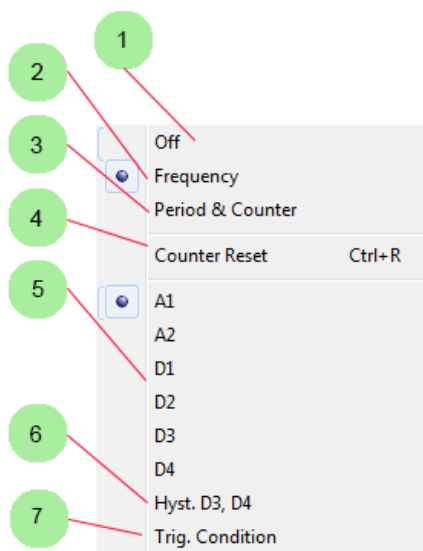 1
2
3
4
5
6
7
Off
Frequency
Period & Counter
Counter Reset Ctrl+R
A1
A2
D1
D2
D3
D4
Hyst. D3, D4
Trig. Condition